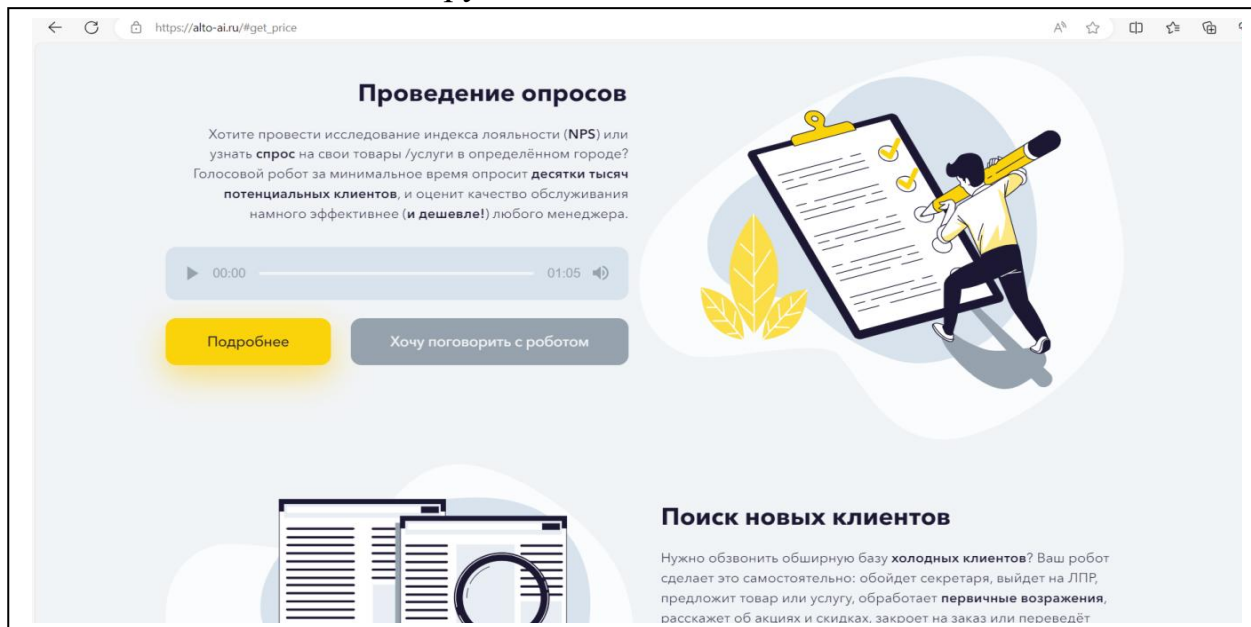 ру
https://alto-ai.ru/#get_price
Проведение опросов
Хотите провести исследование индекса лояльности (NPS) или
узнать спрос на свои товары /услуги в определённом городе?
Голосовой робот за минимальное время опросит десятки тысяч
потенциальных клиентов, и оценит качество обслуживания
намного эффективнее (и дешевле!) любого менеджера.
00:00 01:05
Подробнее Хочу поговорить с роботом
Поиск новых клиентов
Нужно обзвонить обширную базу холодных клиентов? Ваш робот
сделает это самостоятельно: обойдет секретаря, выйдет на ЛПР,
предложит товар или услугу, обработает первичные возражения,
расскажет об акциях и скидках, закроет на заказ или переведёт